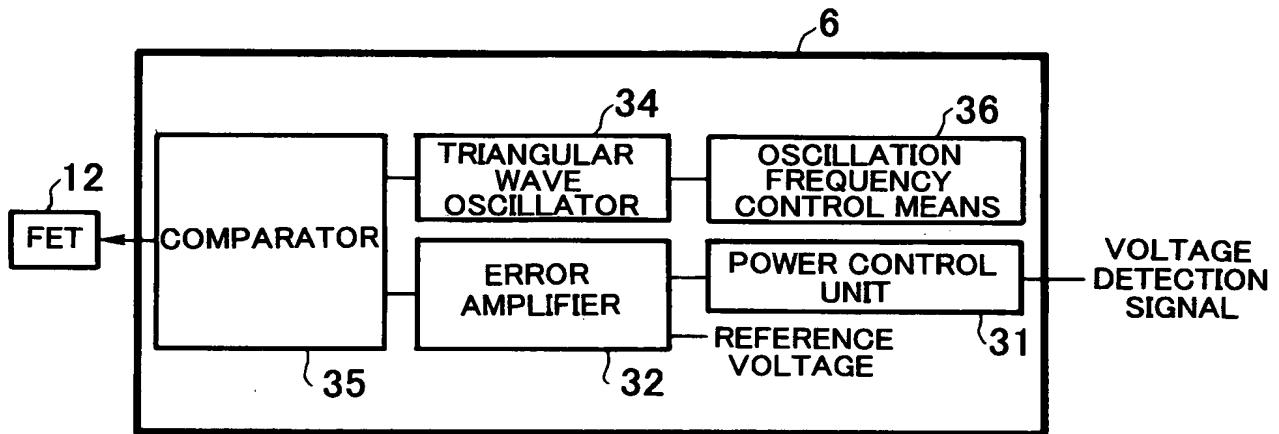 6
34
36
12
TRIANGULAR
WAVE
OSCILLATOR
OSCILLATION
FREQUENCY
CONTROL MEANS
FET
COMPARATOR
ERROR
AMPLIFIER
POWER CONTROL
UNIT
VOLTAGE
DETECTION
SIGNAL
REFERENCE
VOLTAGE
31
35
32